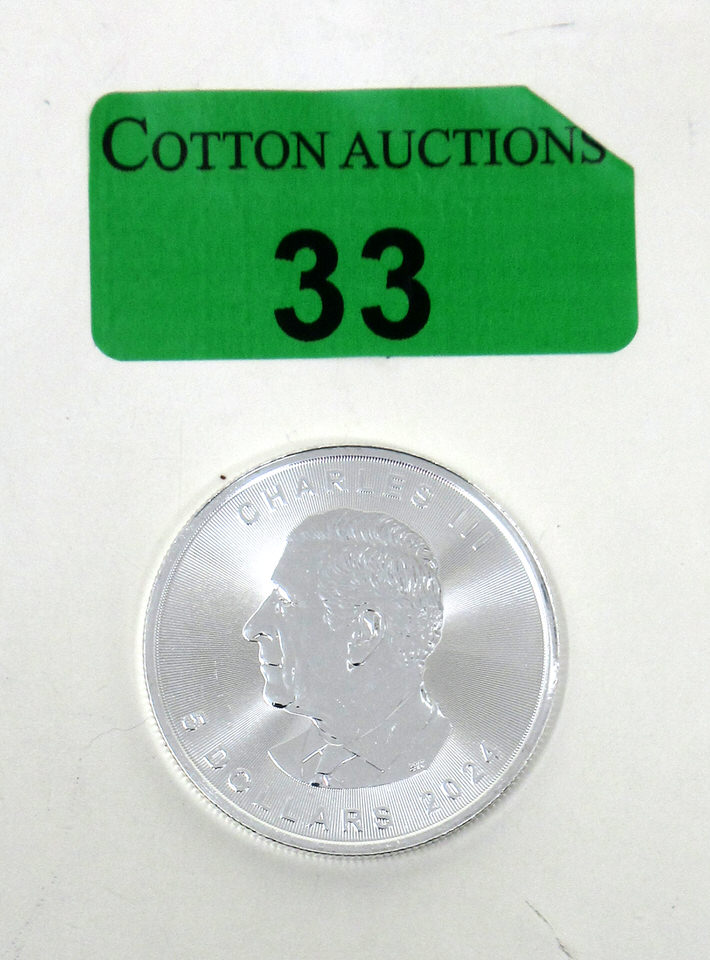 COTTON AUCTIONS
33
CHARLES III
5 DOLLARS 2024